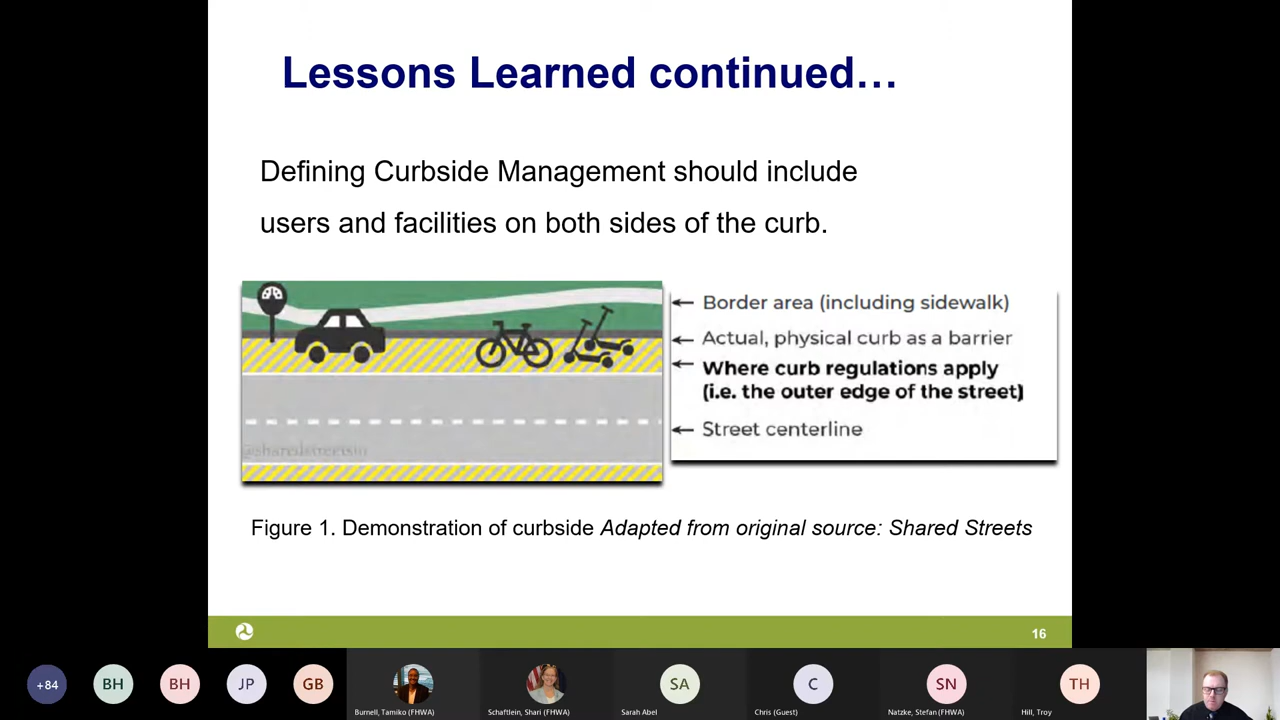 Lessons Learned continued…
Defining Curbside Management should include
users and facilities on both sides of the curb.
Border area (including sidewalk)
Actual, physical curb as a barrier
Where curb regulations apply
(i.e. the outer edge of the street)
Street centerline
@sharedstreetsio
Figure 1. Demonstration of curbside Adapted from original source: Shared Streets
16
+84
BH
BH
JP
GB
Burnell, Tamiko (FHWA)
Schaftlein, Shari (FHWA)
SA
Sarah Abel
C
Chris (Guest)
SN
Natzke, Stefan (FHWA)
TH
Hill, Troy